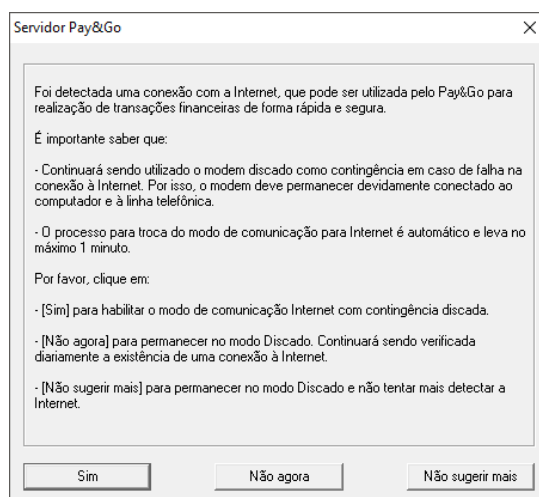 Servidor Pay&Go
Foi detectada uma conexão com a Internet, que pode ser utilizada pelo Pay&Go para
realização de transações financeiras de forma rápida e segura.
É importante saber que:
- Continuará sendo utilizado o modem discado como contingência em caso de falha na
conexão à Internet. Por isso, o modem deve permanecer devidamente conectado ao
computador e à linha telefônica.
- O processo para troca do modo de comunicação para Internet é automático e leva no
máximo 1 minuto.
Por favor, clique em:
- [Sim] para habilitar o modo de comunicação Internet com contingência discada.
- [Não agora] para permanecer no modo Discado. Continuará sendo verificada
diariamente a existência de uma conexão à Internet.
- [Não sugerir mais] para permanecer no modo Discado e não tentar mais detectar a
Internet.
Sim
Não agora
Não sugerir mais